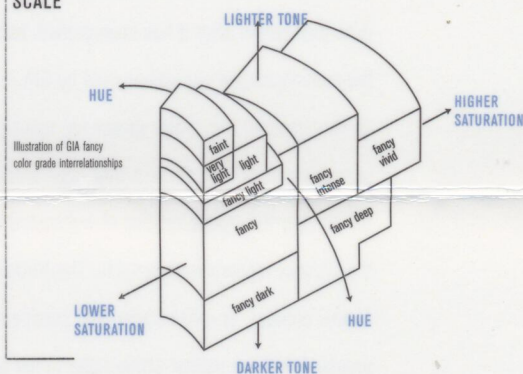 SCALE
LIGHTER TONE
HUE
HIGHER
SATURATION
Illustration of GIA fancy
color grade interrelationships
faint
very
light
light
fancy light
fancy
fancy
intense
fancy
vivid
fancy deep
fancy dark
LOWER
SATURATION
HUE
DARKER TONE